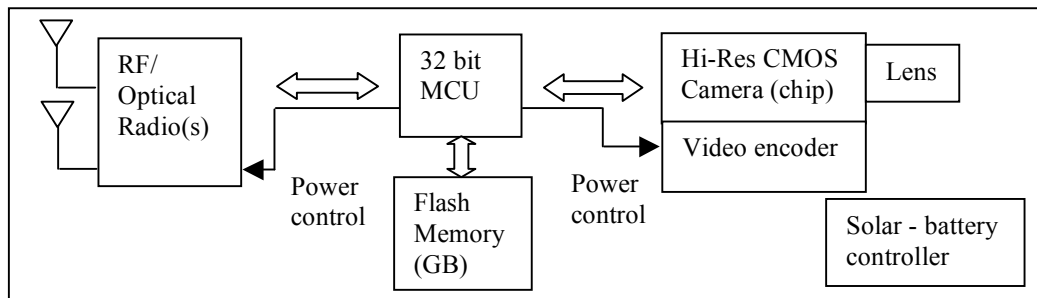 RF/
Optical
Radio(s)
32 bit
MCU
Hi-Res CMOS
Camera (chip)
Lens
Video encoder
Power
control
Flash
Memory
(GB)
Power
control
Solar - battery
controller